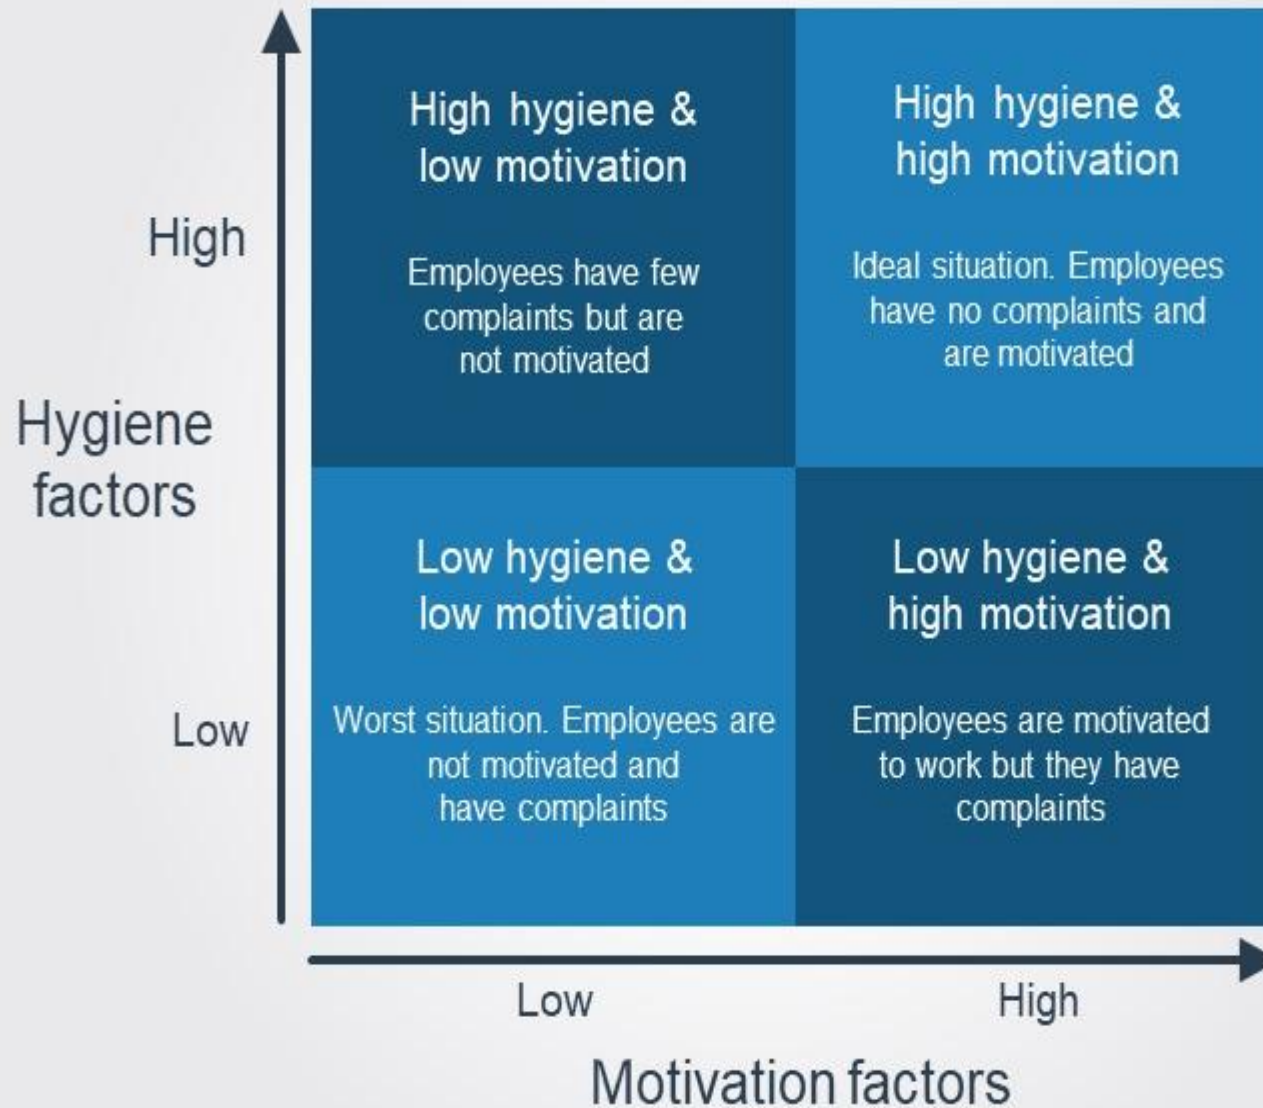 High hygiene &
low motivation
Employees have few
complaints but are
not motivated
High hygiene &
high motivation
Ideal situation. Employees
have no complaints and
are motivated
High
Hygiene
factors
Low hygiene &
low motivation
Worst situation. Employees are
not motivated and
have complaints
Low hygiene &
high motivation
Employees are motivated
to work but they have
complaints
Low
Low
High
Motivation factors